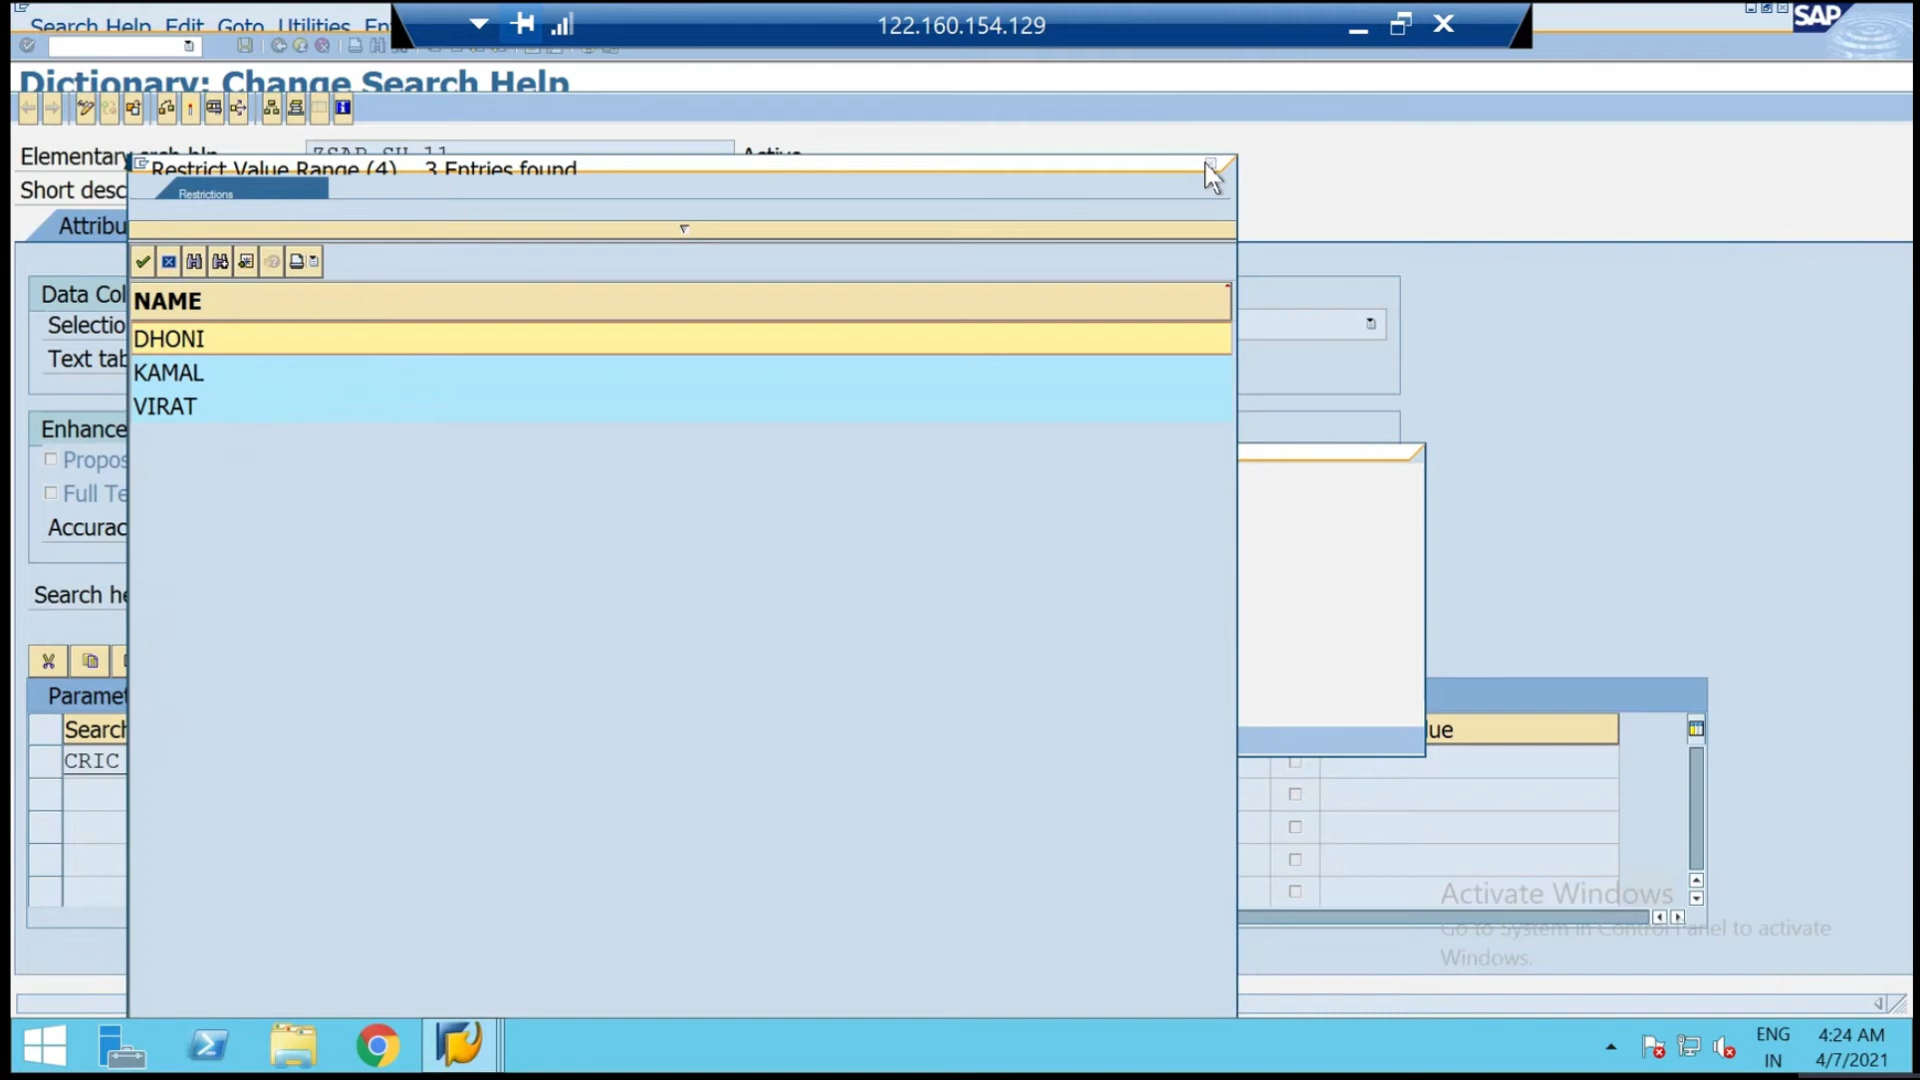 Search Help Edit Goto Utilities
122.160.154.129
SAP
Dictionary: Change Search Help
Elementary
ZSAP_SH_11
Active
Restrict Value Range (4) 3 Entries found
Short desc
Restrictions
Attribu
NAME
DHONI
KAMAL
VIRAT
Data Col
Selectio
Text tab
Enhance
Propos
Full Te
Accurac
Search he
Paramet
Search
ue
CRIC
Activate Windows
Go to System in Control Panel to activate
Windows.
ENG
IN
4:24 AM
4/7/2021